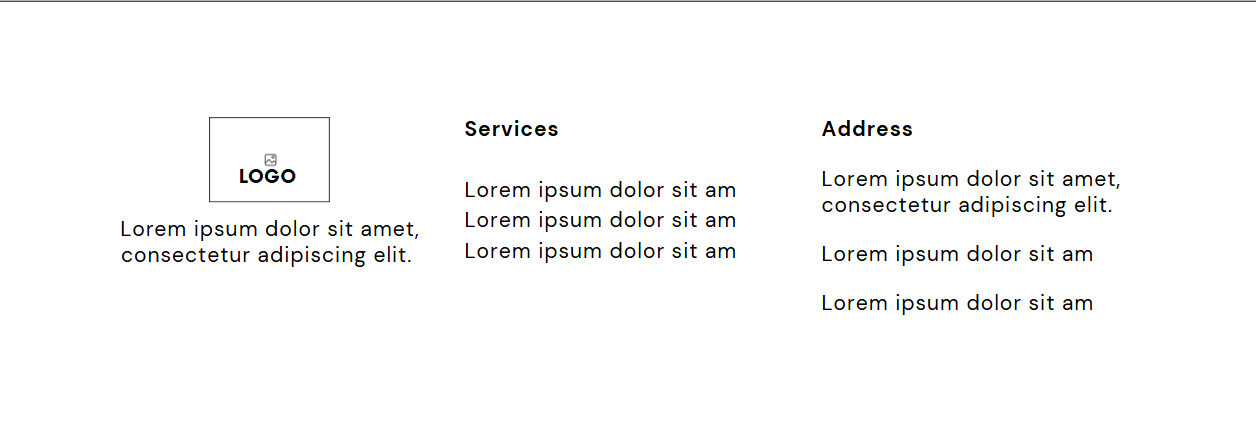 LOGO
Lorem ipsum dolor sit amet,
consectetur adipiscing elit.
Services
Lorem ipsum dolor sit am
Lorem ipsum dolor sit am
Lorem ipsum dolor sit am
Address
Lorem ipsum dolor sit amet,
consectetur adipiscing elit.
Lorem ipsum dolor sit am
Lorem ipsum dolor sit am